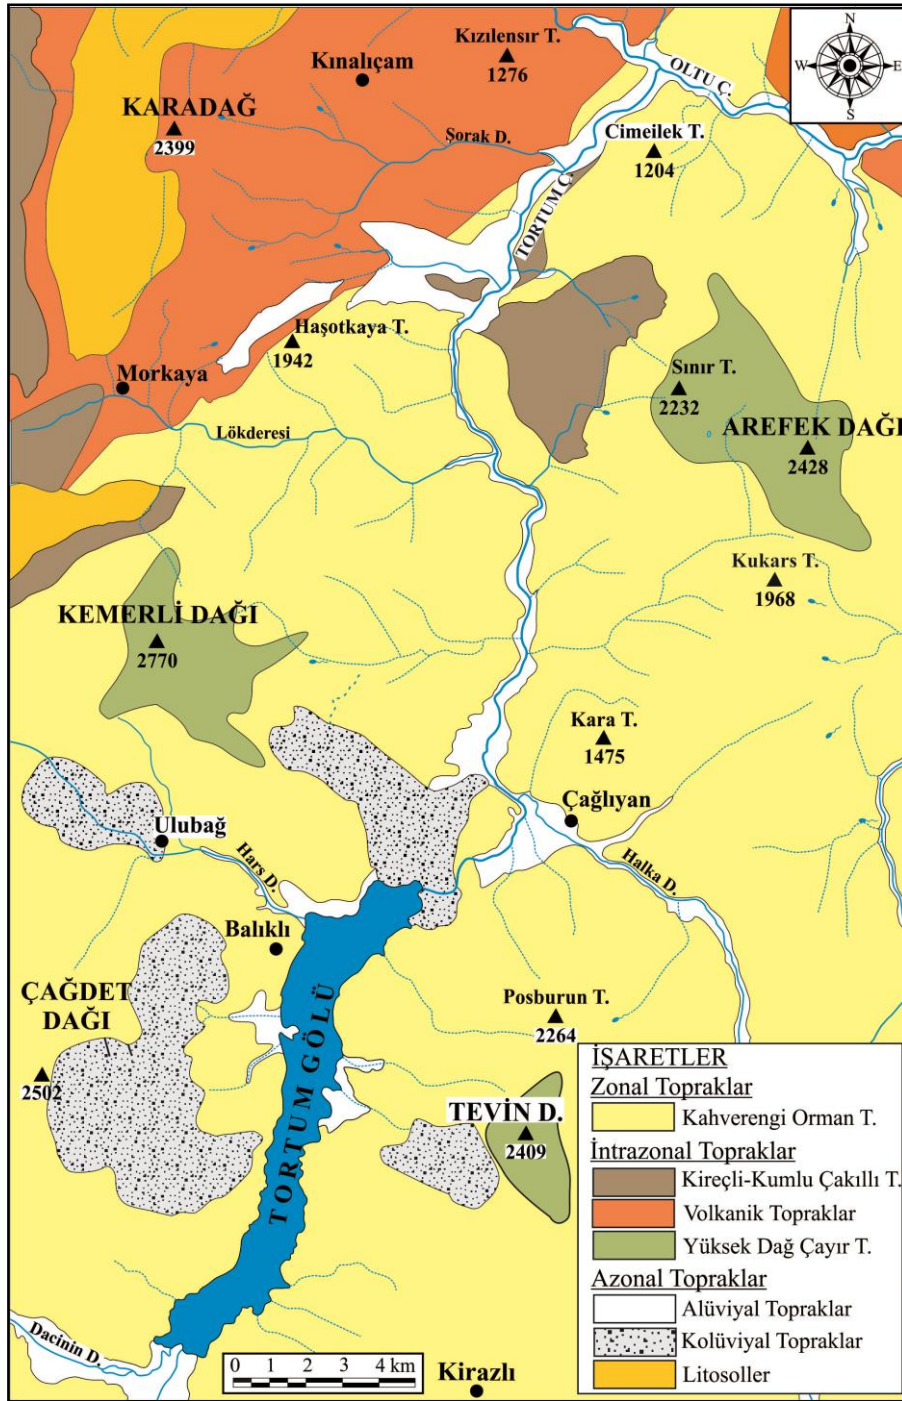 N
W E
S
Kızılensır T.
1276
Kınalıçam
OLTU Ç.
KARADAĞ
2399
Şorak D.
Cimeilek T.
1204
TORTUM Ç.
Haşotkaya T.
1942
Morkaya
Sınır T.
2232
Lökderesi
AREFEK DAĞI
2428
Kukars T.
1968
KEMERLİ DAĞI
2770
Kara T.
1475
Çağlıyan
Ulubağ
Hars D.
Halka D.
Balıklı
ÇAĞDET
DAĞI
2502
Posburun T.
2264
TORTUM GÖLÜ
TEVİN D.
2409
Dacinin D.
0 1 2 3 4 km
Kirazlı
İŞARETLER
Zonal Topraklar
Kahverengi Orman T.
İntrazonal Topraklar
Kireçli-Kumlu Çakıllı T.
Volkanik Topraklar
Yüksek Dağ Çayır T.
Azonal Topraklar
Alüviyal Topraklar
Kolüviyal Topraklar
Litosoller